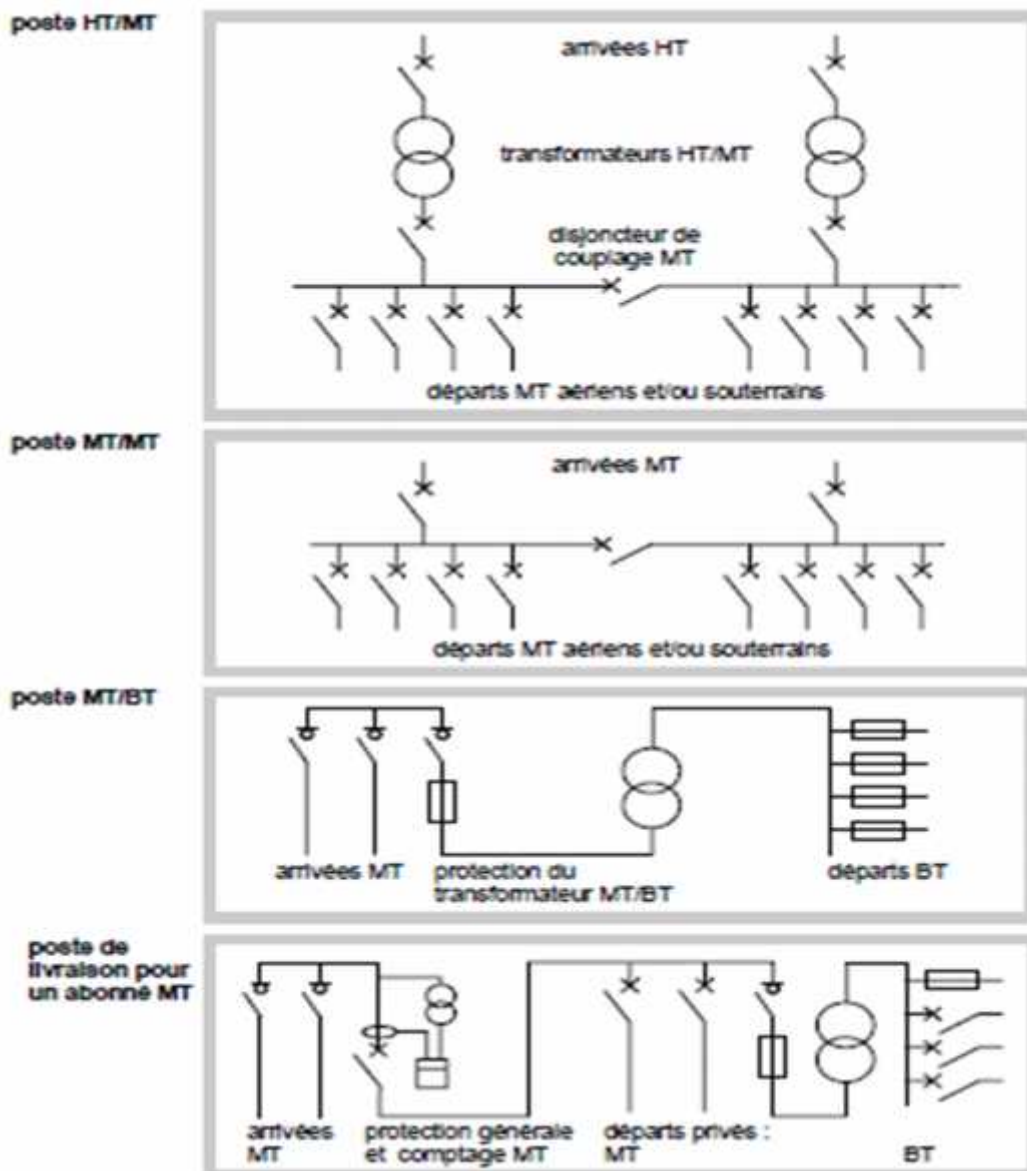 poste HT/MT
arrivées HT
transformateurs HT/MT
disjoncteur de
couplage MT
départs MT aériens et/ou souterrains
poste MT/MT
arrivées MT
départs MT aériens et/ou souterrains
poste MT/BT
arrivées MT
protection du
transformateur MT/BT
départs BT
poste de
livraison pour
un abonné MT
arrivées
MT
protection générale
et comptage MT
départs privés :
MT
BT